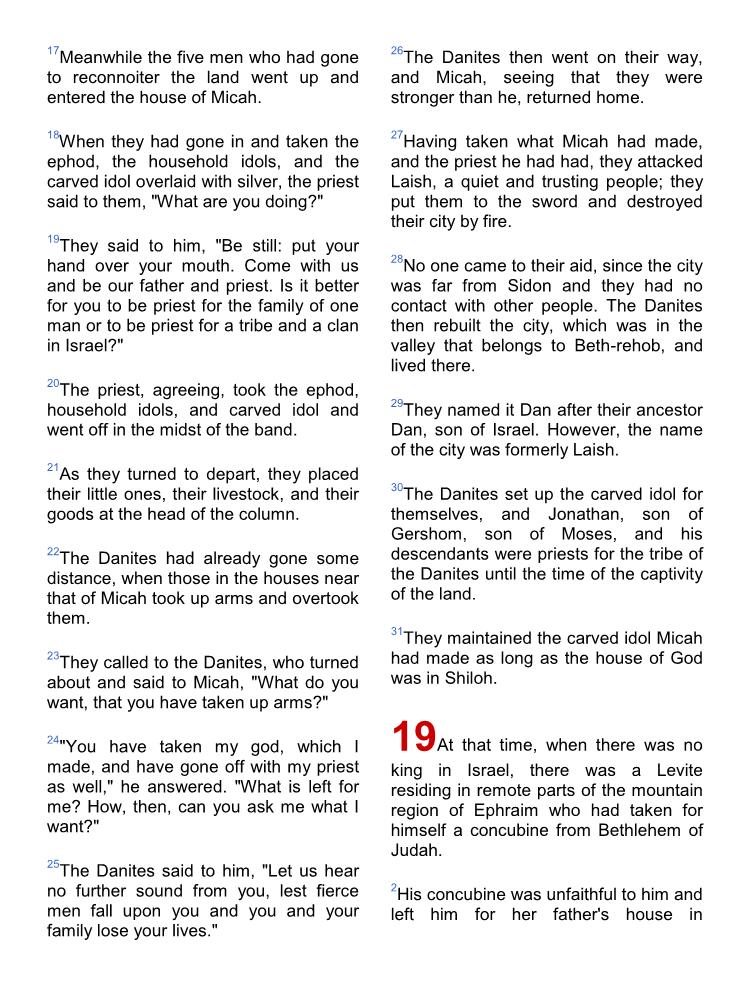 17Meanwhile the five men who had gone
to reconnoiter the land went up and
entered the house of Micah.
18When they had gone in and taken the
ephod, the household idols, and the
carved idol overlaid with silver, the priest
said to them, "What are you doing?"
19They said to him, "Be still: put your
hand over your mouth. Come with us
and be our father and priest. Is it better
for you to be priest for the family of one
man or to be priest for a tribe and a clan
in Israel?"
20The priest, agreeing, took the ephod,
household idols, and carved idol and
went off in the midst of the band.
21As they turned to depart, they placed
their little ones, their livestock, and their
goods at the head of the column.
22The Danites had already gone some
distance, when those in the houses near
that of Micah took up arms and overtook
them.
23They called to the Danites, who turned
about and said to Micah, "What do you
want, that you have taken up arms?"
24"You have taken my god, which I
made, and have gone off with my priest
as well," he answered. "What is left for
me? How, then, can you ask me what I
want?"
25The Danites said to him, "Let us hear
no further sound from you, lest fierce
men fall upon you and you and your
family lose your lives."
26The Danites then went on their way,
and Micah, seeing that they were
stronger than he, returned home.
27Having taken what Micah had made,
and the priest he had had, they attacked
Laish, a quiet and trusting people; they
put them to the sword and destroyed
their city by fire.
28No one came to their aid, since the city
was far from Sidon and they had no
contact with other people. The Danites
then rebuilt the city, which was in the
valley that belongs to Beth-rehob, and
lived there.
29They named it Dan after their ancestor
Dan, son of Israel. However, the name
of the city was formerly Laish.
30The Danites set up the carved idol for
themselves, and Jonathan, son of
Gershom, son of Moses, and his
descendants were priests for the tribe of
the Danites until the time of the captivity
of the land.
31They maintained the carved idol Micah
had made as long as the house of God
was in Shiloh.
19At that time, when there was no
king in Israel, there was a Levite
residing in remote parts of the mountain
region of Ephraim who had taken for
himself a concubine from Bethlehem of
Judah.
2His concubine was unfaithful to him and
left him for her father's house in